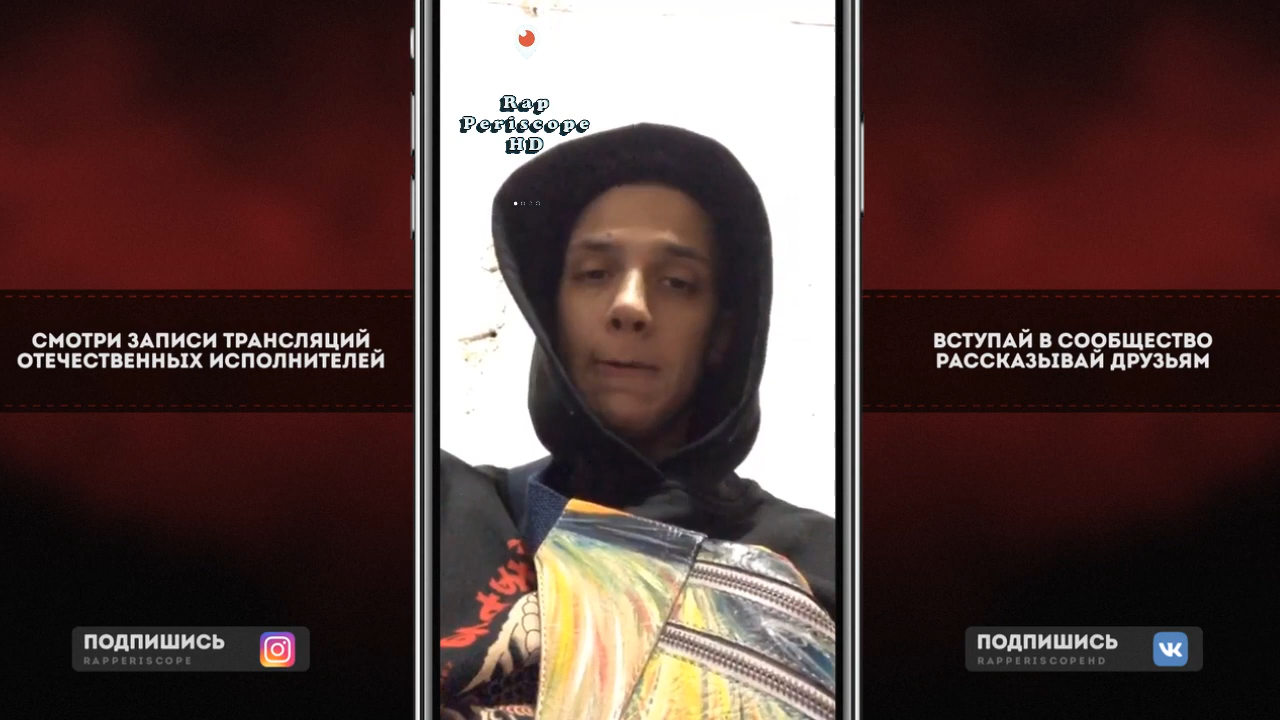 Rap
Periscope
HD
СМОТРИ ЗАПИСИ ТРАНСЛЯЦИЙ
ОТЕЧЕСТВЕННЫХ ИСПОЛНИТЕЛЕЙ
ВСТУПАЙ В СООБЩЕСТВО
РАССКАЗЫВАЙ ДРУЗЬЯМ
ПОДПИШИСЬ
RAPPERISCOPE
ПОДПИШИСЬ
RAPPERISCOPEHD